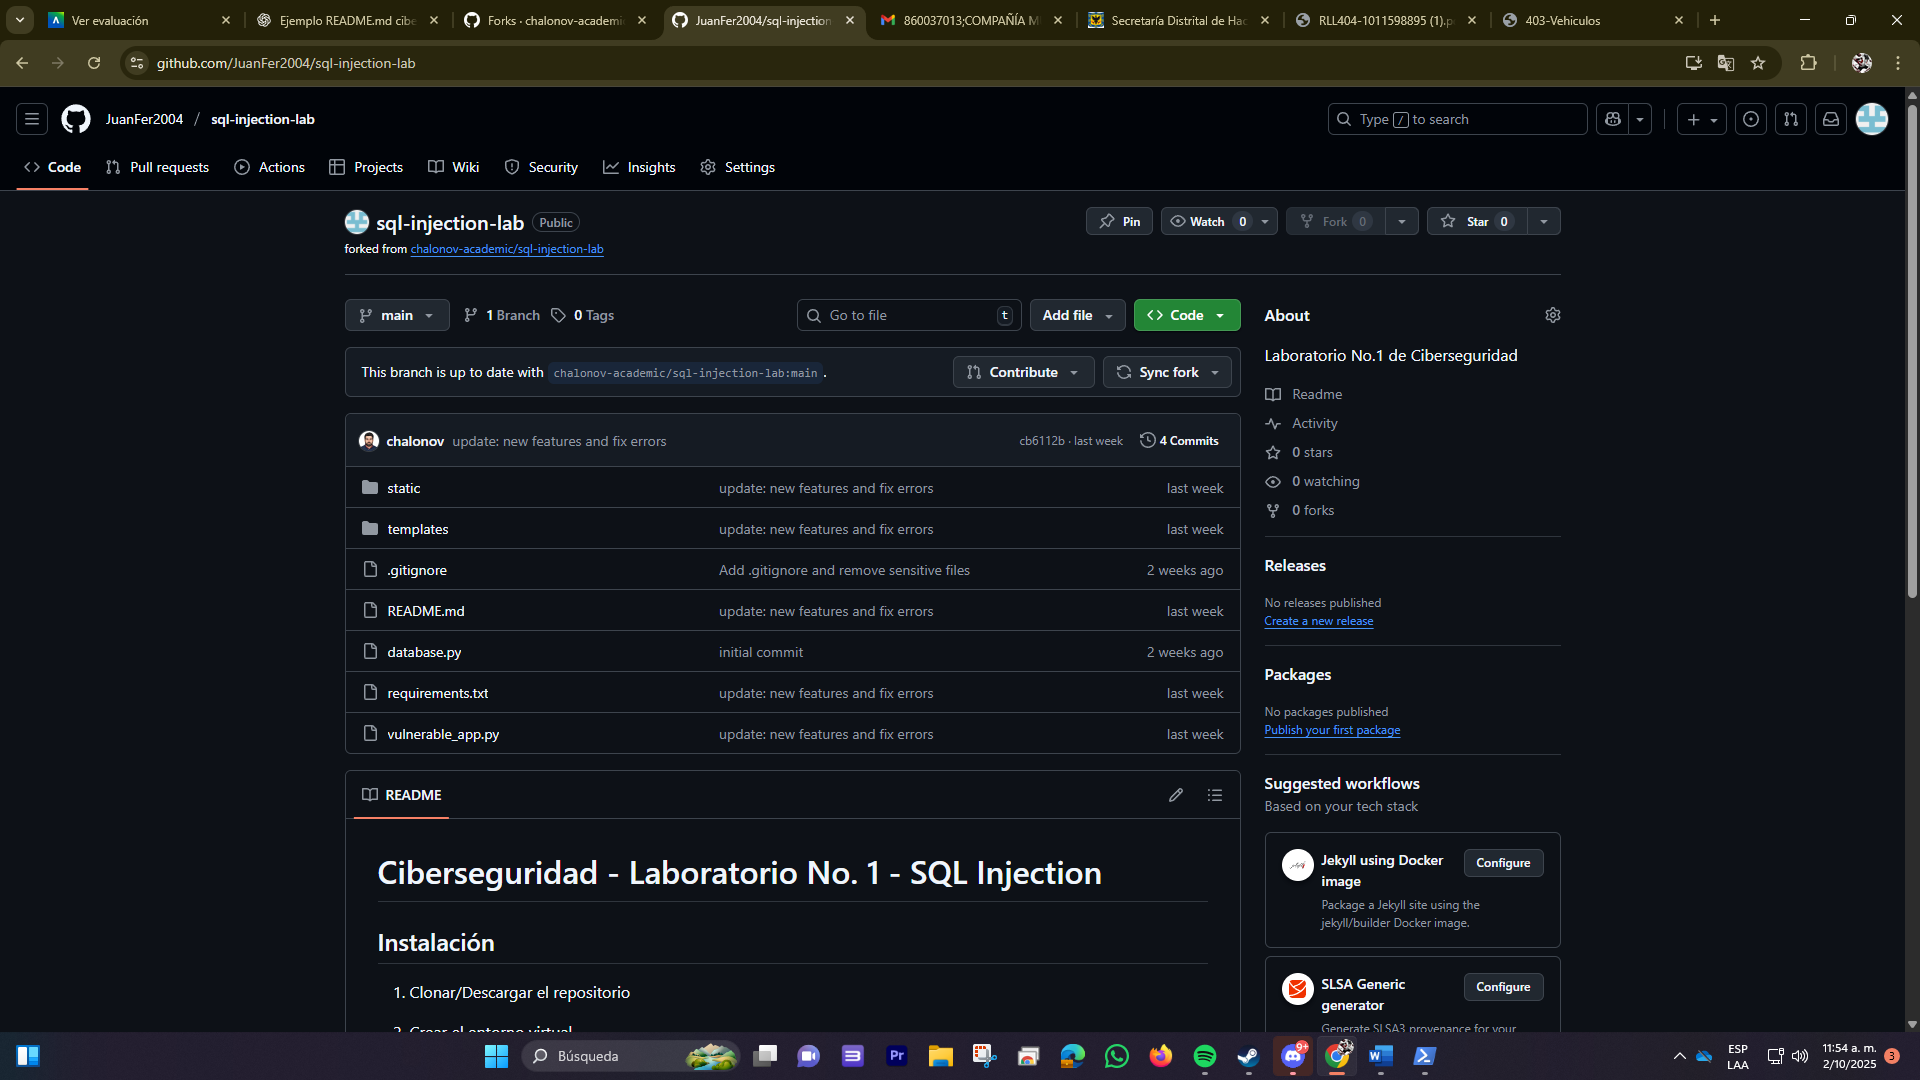 Ver evaluación
Ejemplo README.md cibe
Forks · chalonov-academic
JuanFer2004/sql-injection
860037013;COMPAÑÍA M
Secretaría Distrital de Hac
RLL404-1011598895 (1).p
403-Vehiculos
github.com/JuanFer2004/sql-injection-lab
JuanFer2004 / sql-injection-lab
Type / to search
Code
Pull requests
Actions
Projects
Wiki
Security
Insights
Settings
sql-injection-lab Public
forked from chalonov-academic/sql-injection-lab
Pin
Watch 0
Fork 0
Star 0
main
1 Branch
0 Tags
Go to file t
Add file
Code
This branch is up to date with chalonov-academic/sql-injection-lab:main .
Contribute
Sync fork
chalonov update: new features and fix errors cb6112b · last week 4 Commits
static update: new features and fix errors last week
templates update: new features and fix errors last week
.gitignore Add .gitignore and remove sensitive files 2 weeks ago
README.md update: new features and fix errors last week
database.py initial commit 2 weeks ago
requirements.txt update: new features and fix errors last week
vulnerable_app.py update: new features and fix errors last week
README
Ciberseguridad - Laboratorio No. 1 - SQL Injection
Instalación
1. Clonar/Descargar el repositorio
2. Crear el entorno virtual
About
Laboratorio No.1 de Ciberseguridad
Readme
Activity
0 stars
0 watching
0 forks
Releases
No releases published
Create a new release
Packages
No packages published
Publish your first package
Suggested workflows
Based on your tech stack
Jekyll using Docker
image
Configure
Package a Jekyll site using the
jekyll/builder Docker image.
SLSA Generic
generator
Configure
Generate SLSA3 provenance for your
Búsqueda
Pr
9+
ESP
LAA
11:54 a. m.
2/10/2025
3